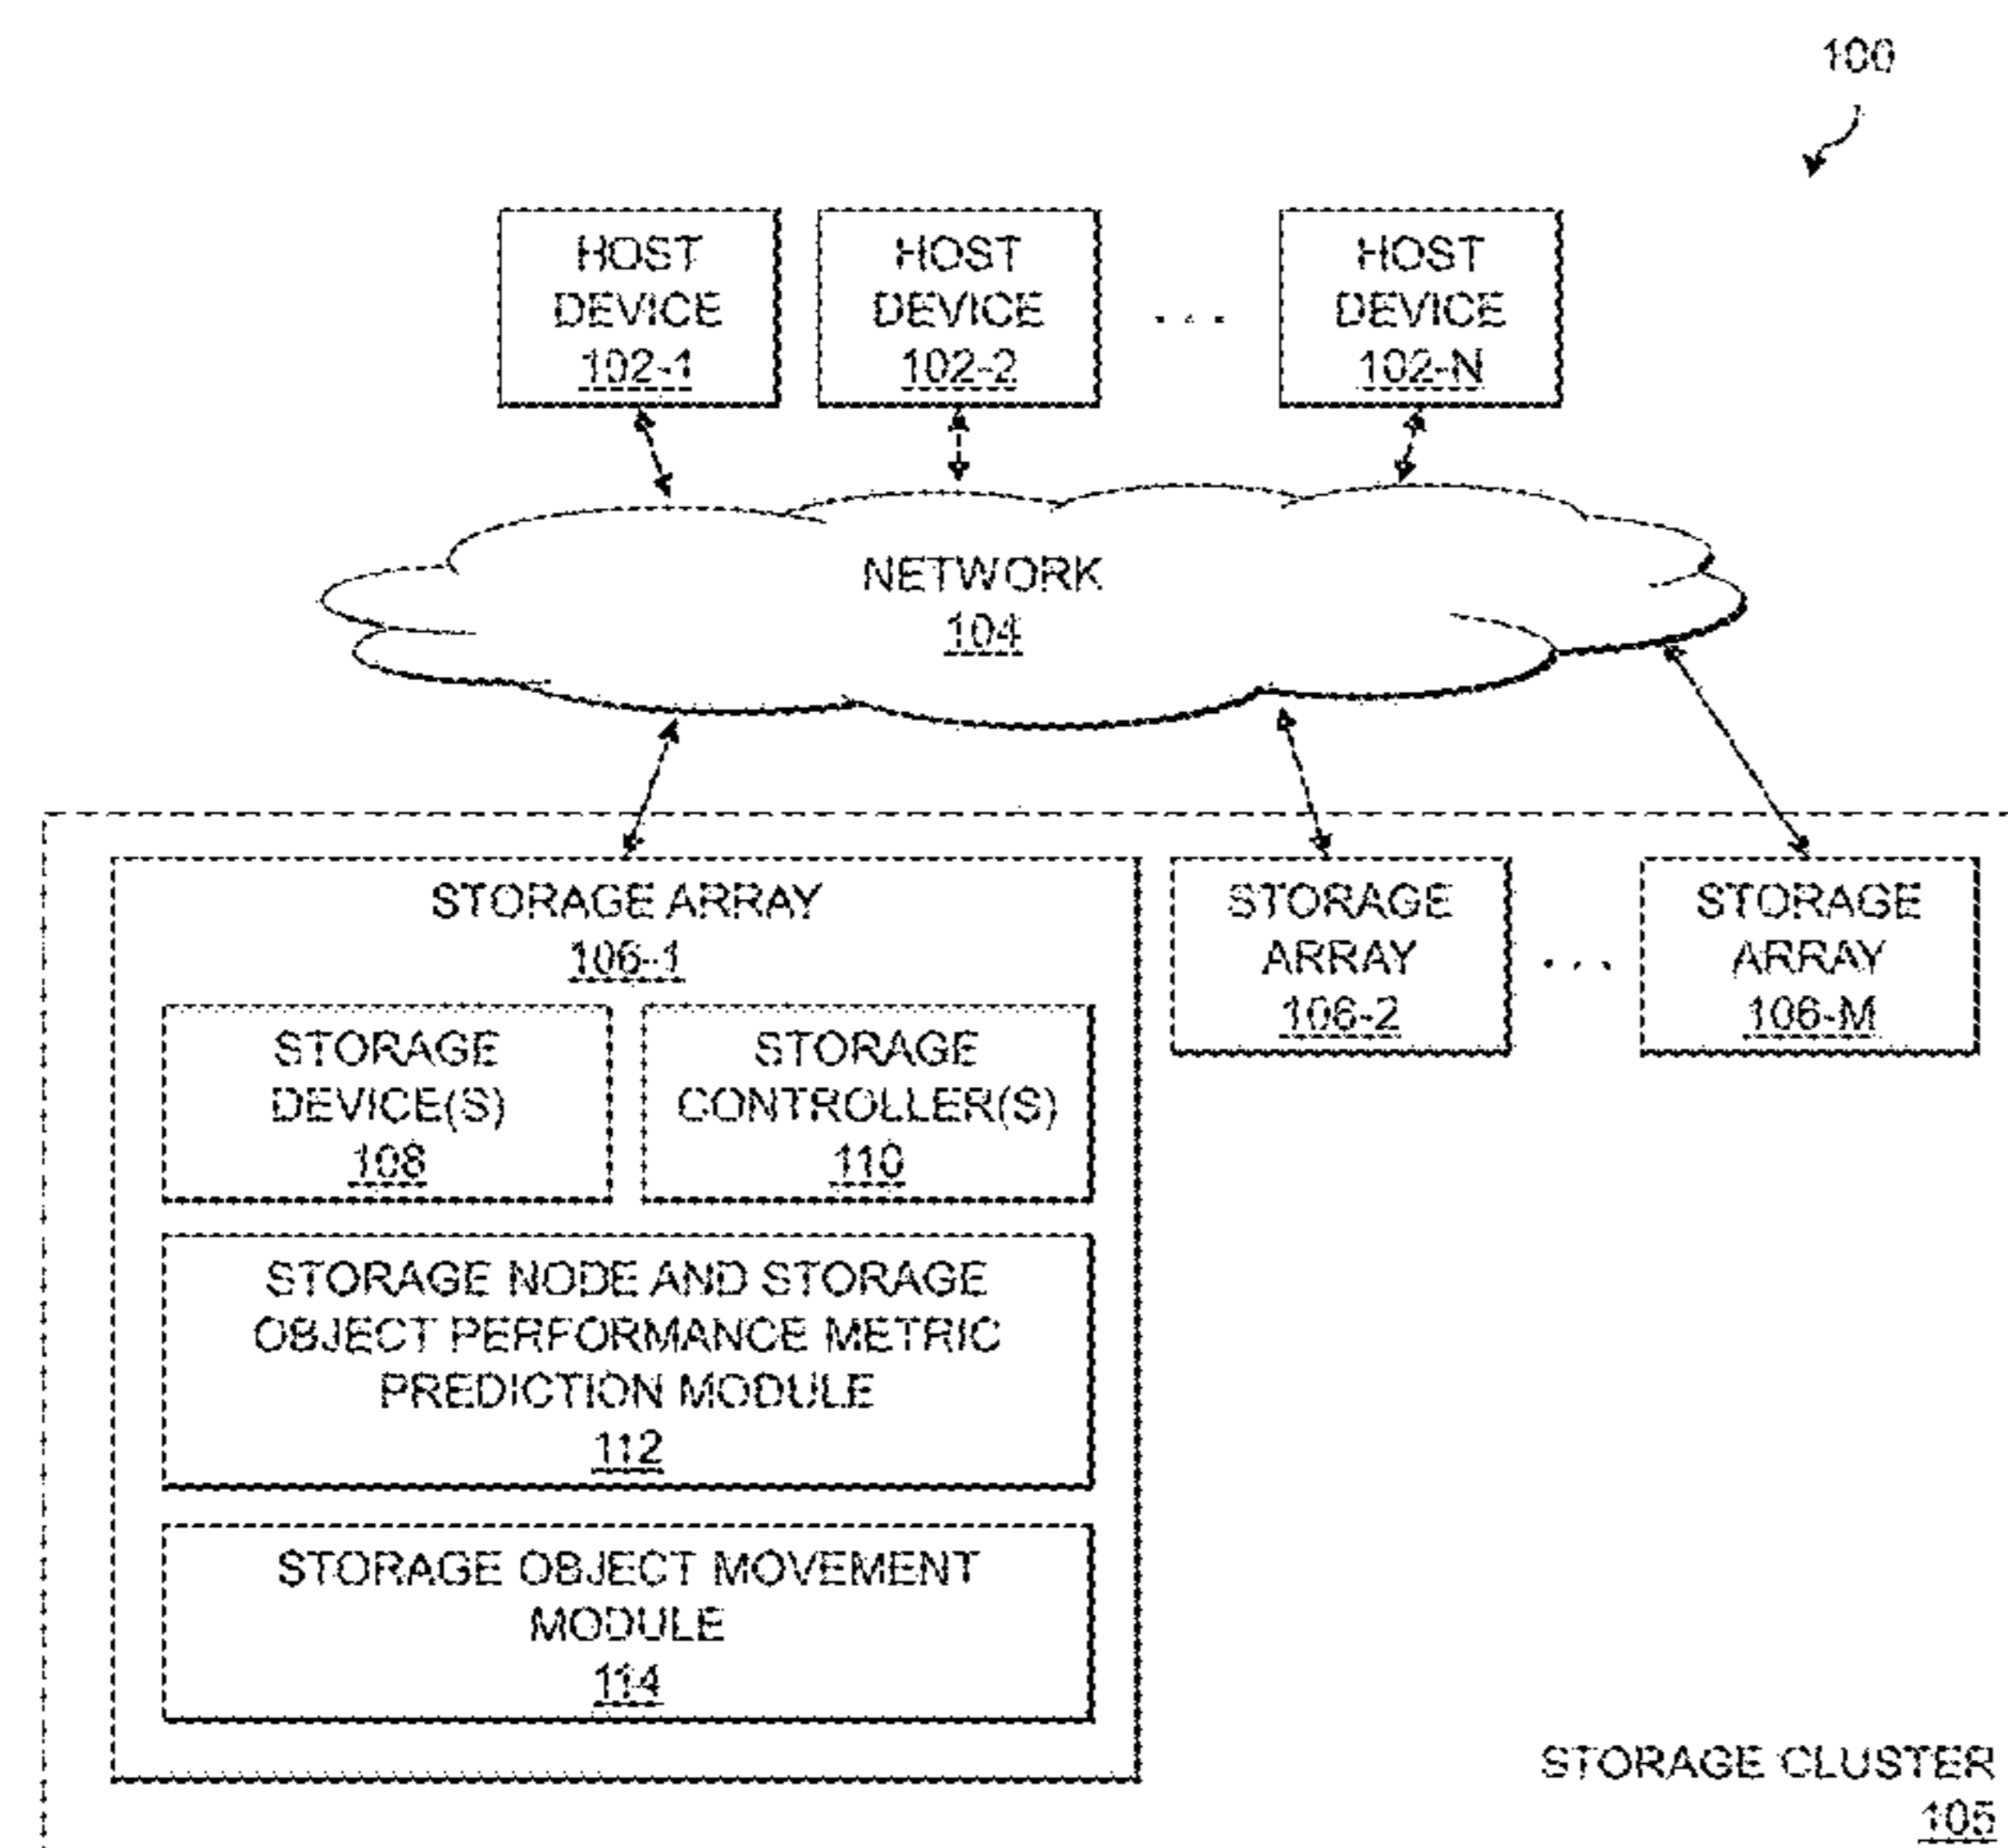 100
HOST
DEVICE
102-1
HOST
DEVICE
102-2
. . .
HOST
DEVICE
102-N
NETWORK
104
STORAGE ARRAY
106-1
STORAGE
DEVICE(S)
108
STORAGE
CONTROLLER(S)
110
STORAGE NODE AND STORAGE
OBJECT PERFORMANCE METRIC
PREDICTION MODULE
112
STORAGE OBJECT MOVEMENT
MODULE
114
STORAGE
ARRAY
106-2
. . .
STORAGE
ARRAY
106-M
STORAGE CLUSTER
105